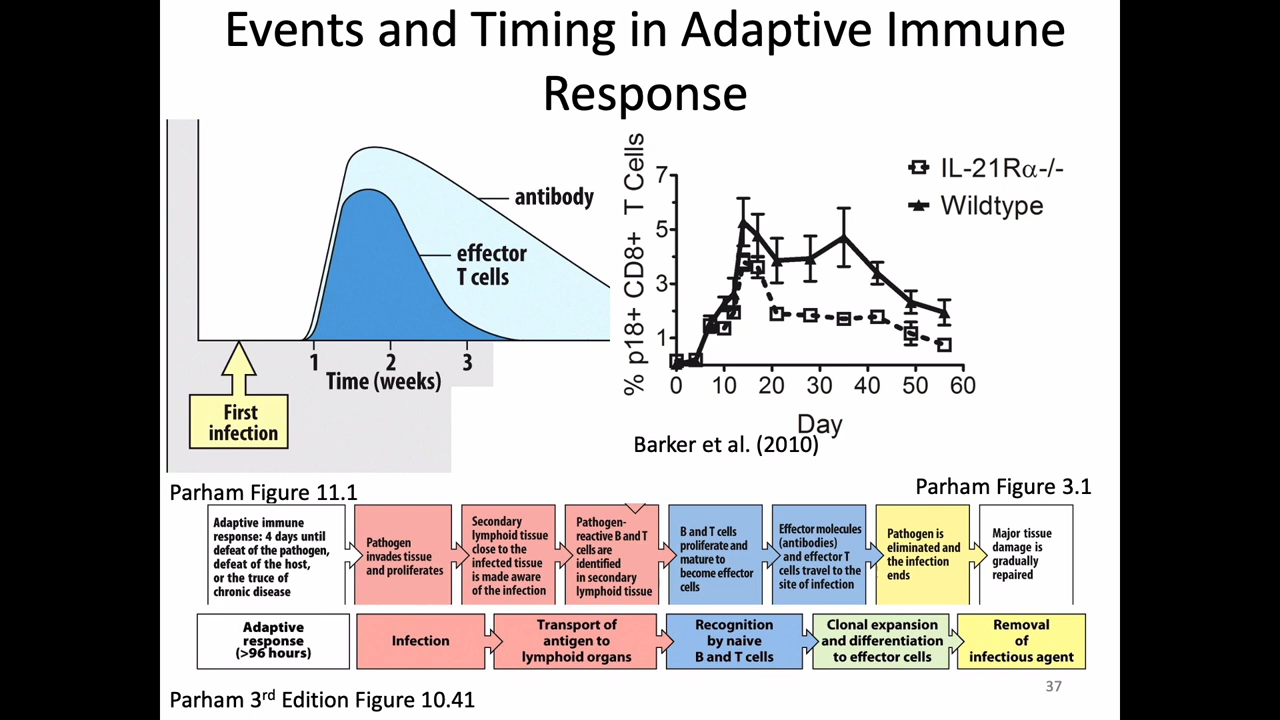 Events and Timing in Adaptive Immune
Response
antibody
effector
T cells
1
2
3
Time (weeks)
First
infection
% p18+ CD8+ T Cells
7
5
3
1
0
10
20
30
40
50
60
Day
IL-21Rα-/-
Wildtype
Barker et al. (2010)
Parham Figure 11.1
Parham Figure 3.1
Adaptive immune
response: 4 days until
defeat of the pathogen,
defeat of the host,
or the truce of
chronic disease
Pathogen
invades tissue
and proliferates
Secondary
lymphoid tissue
close to the
infected tissue
is made aware
of the infection
Pathogen-
reactive B and T
cells are
identified
in secondary
lymphoid tissue
B and T cells
proliferate and
mature to
become effector
cells
Effector molecules
(antibodies)
and effector T
cells travel to the
site of infection
Pathogen is
eliminated and
the infection
ends
Major tissue
damage is
gradually
repaired
Adaptive
response
(>96 hours)
Infection
Transport of
antigen to
lymphoid organs
Recognition
by naive
B and T cells
Clonal expansion
and differentiation
to effector cells
Removal
of
infectious agent
Parham 3rd Edition Figure 10.41
37